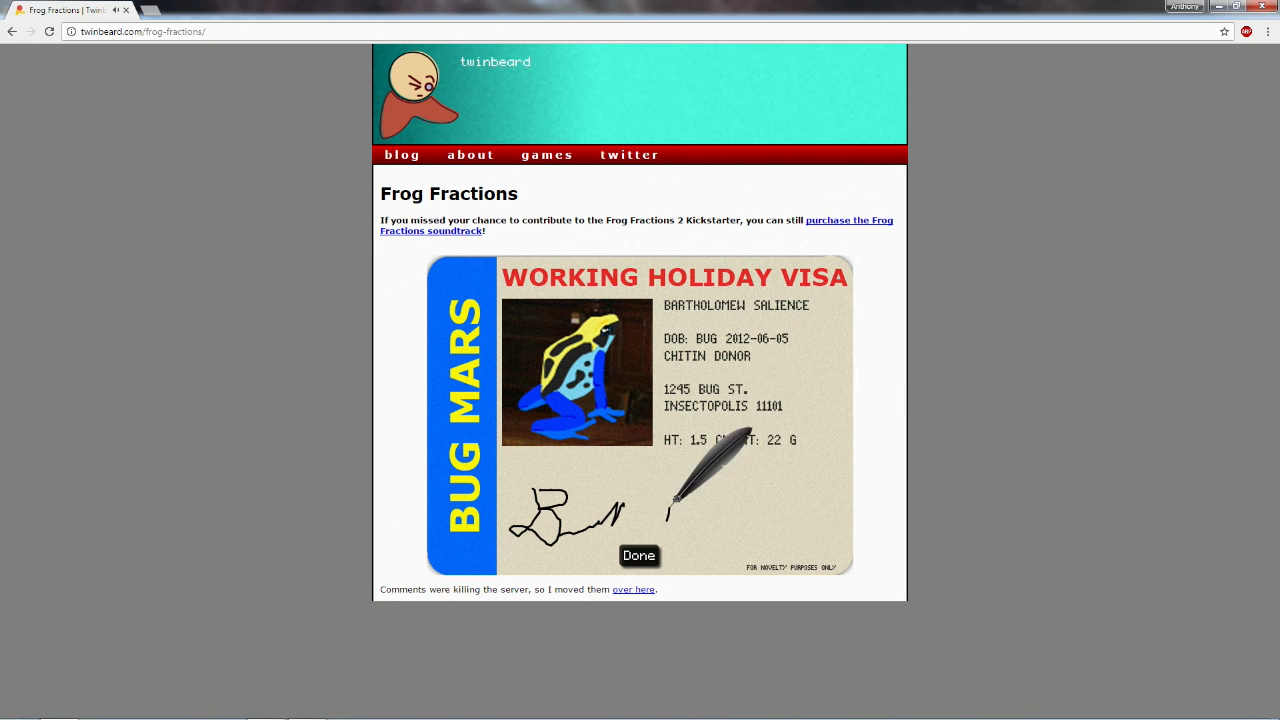 Frog Fractions | Twinb
Anthony
twinbeard.com/frog-fractions/
ABP
twinbeard
blog about games twitter
Frog Fractions
If you missed your chance to contribute to the Frog Fractions 2 Kickstarter, you can still purchase the Frog
Fractions soundtrack!
BUG MARS
WORKING HOLIDAY VISA
BARTHOLOMEW SALIENCE
DOB: BUG 2012-06-05
CHITIN DONOR
1245 BUG ST.
INSECTOPOLIS 11101
HT: 1.5 22 G
Done
FOR NOVELTY PURPOSES ONLY
Comments were killing the server, so I moved them over here.